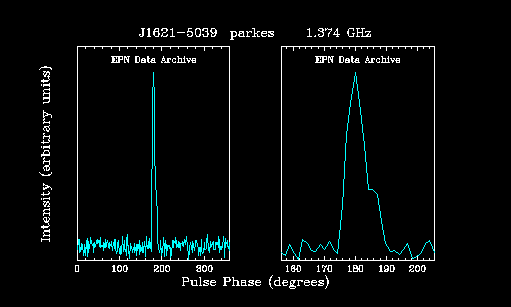 J1621-5039 parkes 1.374 GHz
EPN Data Archive EPN Data Archive
Intensity (arbitrary units)
0 100 200 300 160 170 180 190 200
Pulse Phase (degrees)